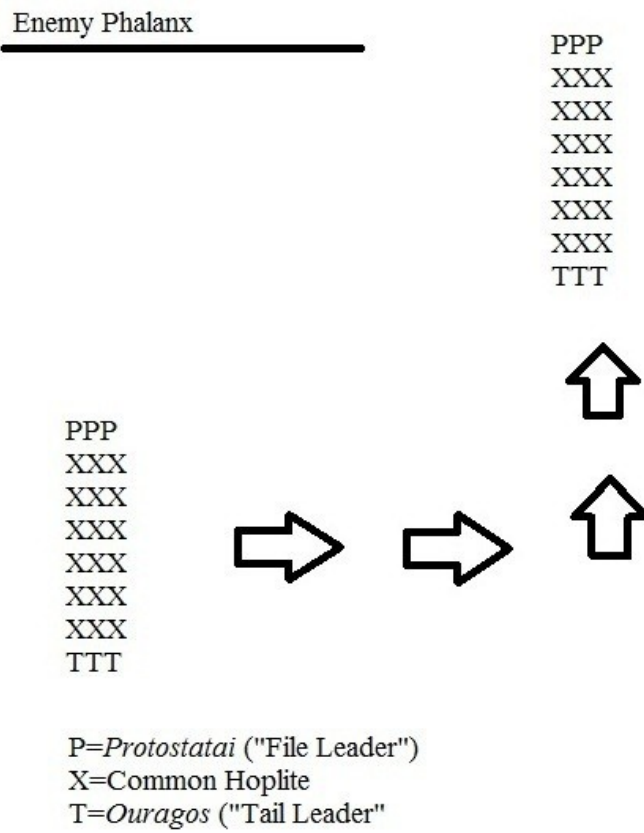 Enemy Phalanx
PPP
XXX
XXX
XXX
XXX
XXX
XXX
TTT
PPP
XXX
XXX
XXX
XXX
XXX
XXX
TTT
P=Protostatai ("File Leader")
X=Common Hoplite
T=Ouragos ("Tail Leader"